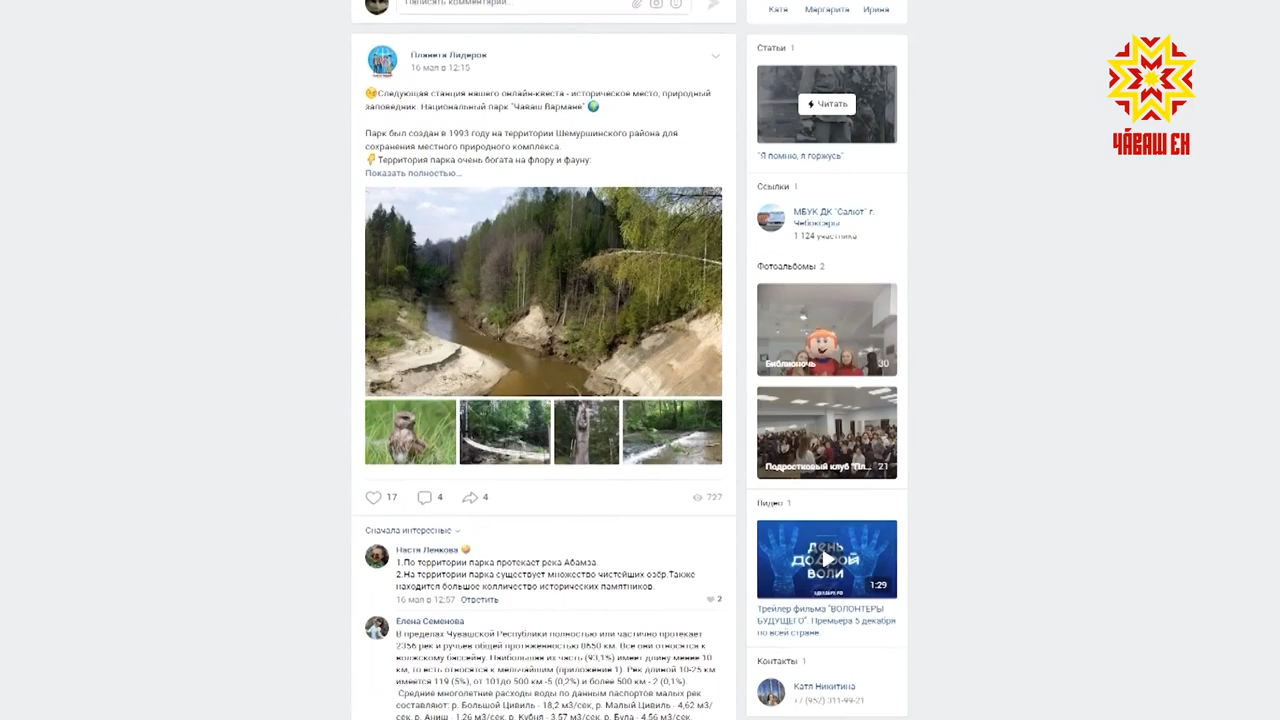 Написать комментарий...
Планета Лидеров
16 мая в 12:15
Следующая станция нашего онлайн-квеста - историческое место, природный
заповедник. Национальный парк "Чаваш Вармане"
Парк был создан в 1993 году на территории Шемуршинского района для
сохранения местного природного комплекса.
Территория парка очень богата на флору и фауну:
Показать полностью...
17
4
4
727
Сначала интересные
Настя Ленкова
1.По территории парка протекает река Абамза.
2.На территории парка существует множество чистейших озёр.Также
находится большое колличество исторических памятников.
16 мая в 12:57 Ответить
2
Елена Семенова
В пределах Чувашской Республики полностью или частично протекает
2356 рек и ручьев общей протяженностью 8650 км. Все они относятся к
волжскому бассейну. Наибольшая их часть (93,1%) имеет длину менее 10
км, то есть относятся к мельчайшим (приложение 1). Рек длиной 10-25 км
имеется 119 (5%), от 101до 500 км -5 (0,2%) и более 500 км - 2 (0,1%).
Средние многолетние расходы воды по данным паспортов малых рек
составляют: р. Большой Цивиль - 18,2 м3/сек, р. Малый Цивиль - 4,62 м3/
сек, р. Аниш - 1,26 м3/сек, р. Кубня - 3,57 м3/сек, р. Була - 4,56 м3/сек,
Катя Маргарита Ирина
Статьи 1
Читать
"Я помню, я горжусь"
Ссылки 1
МБУК ДК "Салют" г.
Чебоксары
1 124 участника
Фотоальбомы 2
Библионочь 30
Подростковый клуб "Пл... 21
Видео 1
ДЕНЬ
ДОБРОЙ
ВОЛИ
1:29
Трейлер фильма "ВОЛОНТЕРЫ
БУДУЩЕГО". Премьера 5 декабря
по всей стране.
Контакты 1
Катя Никитина
+7 (952) 311-99-21
ЧӐВАШ ЕН